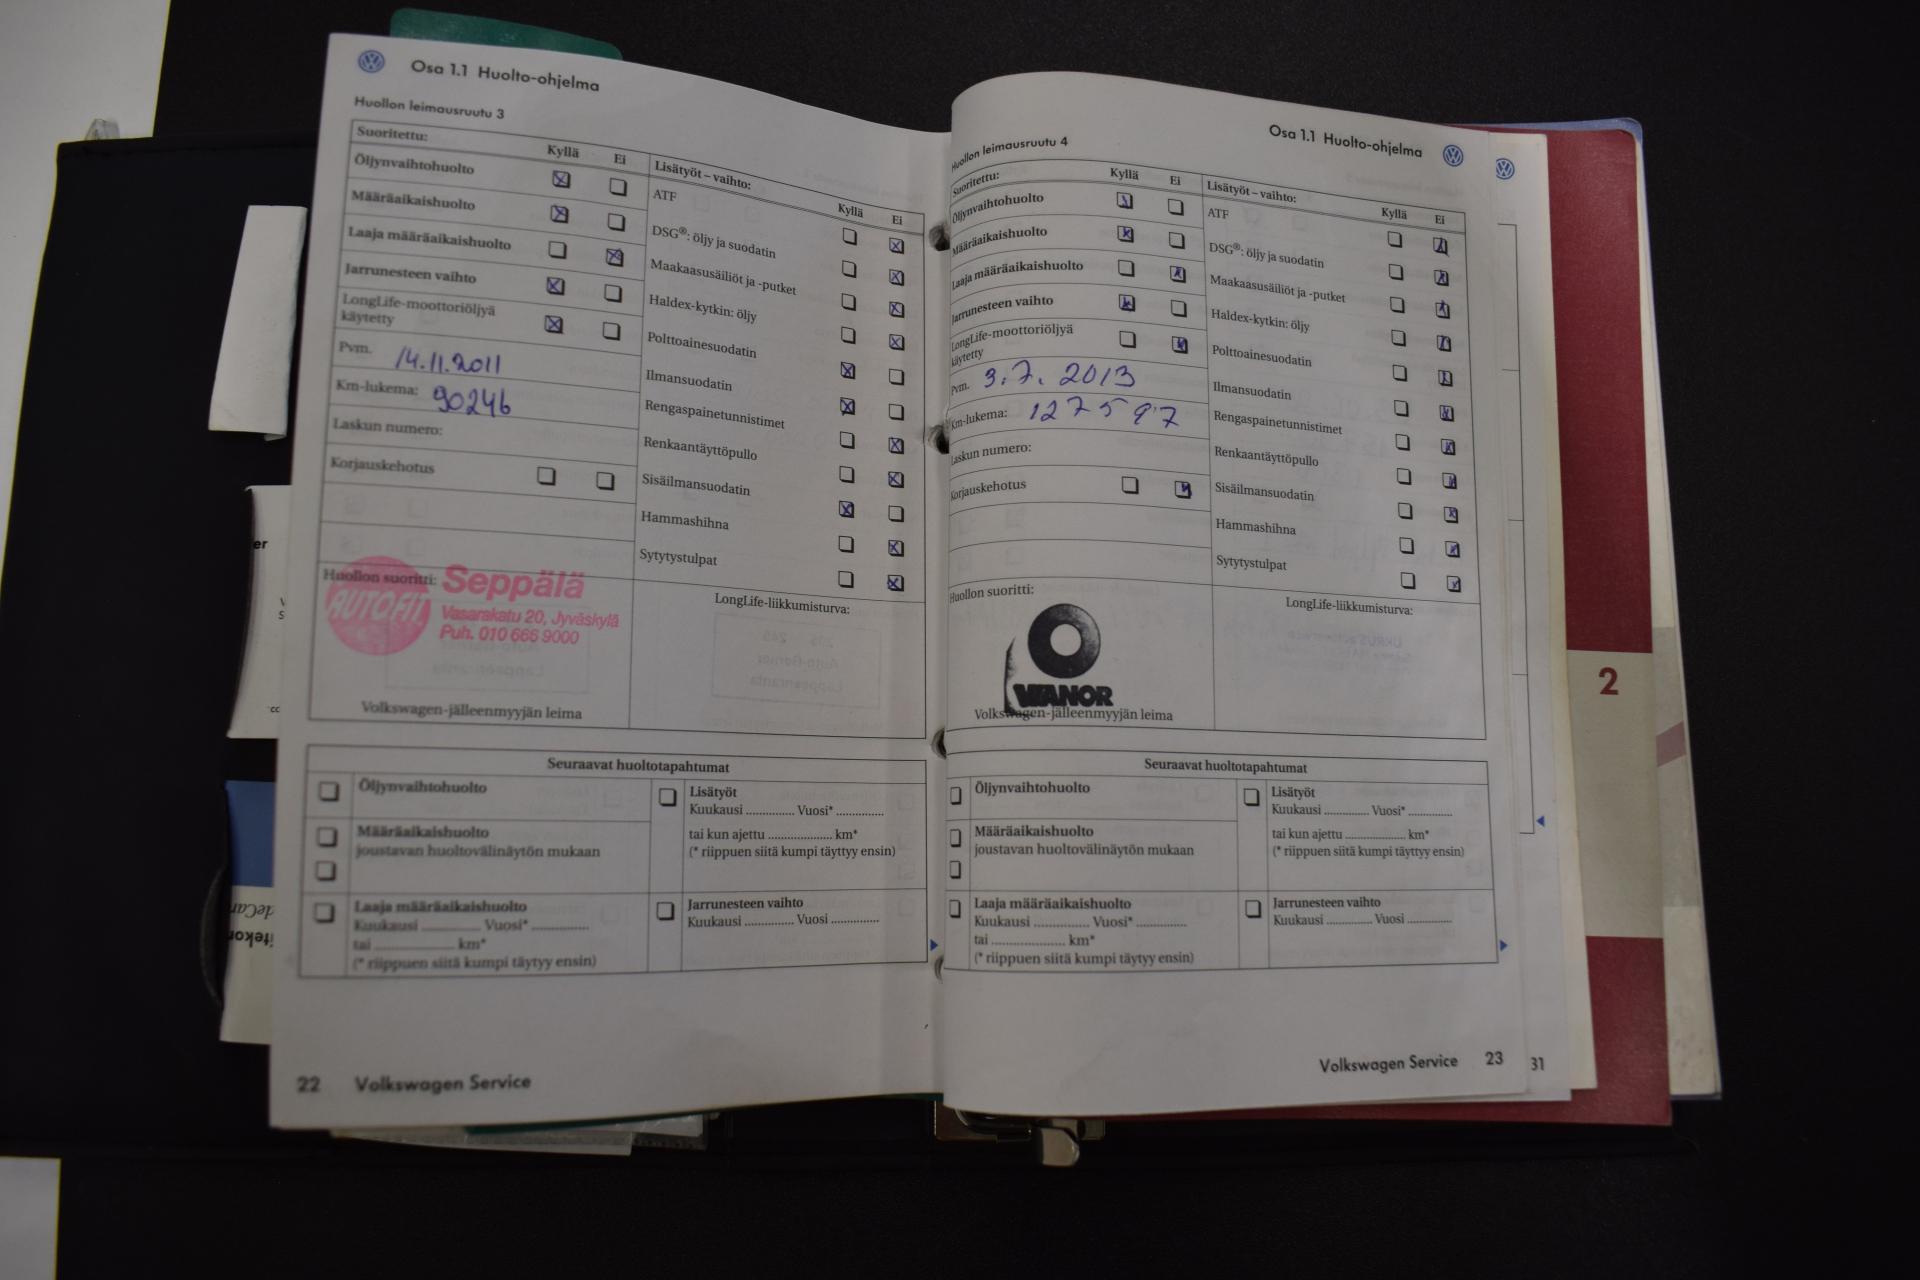 Osa 1.1 Huolto-ohjelma
Huollon leimausruutu 3
Suoritettu:
Kyllä Ei
Öljynvaihtohuolto
Määräaikaishuolto
Laaja määräaikaishuolto
Jarrunesteen vaihto
LongLife-moottoriöljyä
käytetty
Pvm. 14.11.2011
Km-lukema: 90246
Laskun numero:
Korjauskehotus
Lisätyöt – vaihto:
Kyllä Ei
ATF
DSG®: öljy ja suodatin
Maakaasusäiliöt ja -putket
Haldex-kytkin: öljy
Polttoainesuodatin
Ilmansuodatin
Rengaspainetunnistimet
Renkaantäyttöpullo
Sisäilmansuodatin
Hammashihna
Sytytystulpat
Huollon suoritti:
AUTOFIT
Seppälä
Vasarakatu 20, Jyväskylä
Puh. 010 666 9000
Volkswagen-jälleenmyyjän leima
LongLife-liikkumisturva:
Seuraavat huoltotapahtumat
Öljynvaihtohuolto
Määräaikaishuolto
joustavan huoltovälinäytön mukaan
Laaja määräaikaishuolto
Kuukausi ............. Vuosi* .............
tai .................. km*
(* riippuen siitä kumpi täytyy ensin)
Lisätyöt
Kuukausi ............. Vuosi* .............
tai kun ajettu .................. km*
(* riippuen siitä kumpi täyttyy ensin)
Jarrunesteen vaihto
Kuukausi ............. Vuosi .............
22 Volkswagen Service
Osa 1.1 Huolto-ohjelma
Huollon leimausruutu 4
Suoritettu:
Kyllä Ei
Öljynvaihtohuolto
Määräaikaishuolto
Laaja määräaikaishuolto
Jarrunesteen vaihto
LongLife-moottoriöljyä
käytetty
Pvm. 3.7.2013
Km-lukema: 127597
Laskun numero:
Korjauskehotus
Lisätyöt – vaihto:
Kyllä Ei
ATF
DSG®: öljy ja suodatin
Maakaasusäiliöt ja -putket
Haldex-kytkin: öljy
Polttoainesuodatin
Ilmansuodatin
Rengaspainetunnistimet
Renkaantäyttöpullo
Sisäilmansuodatin
Hammashihna
Sytytystulpat
Huollon suoritti:
WIANOR
Volkswagen-jälleenmyyjän leima
LongLife-liikkumisturva:
Seuraavat huoltotapahtumat
Öljynvaihtohuolto
Määräaikaishuolto
joustavan huoltovälinäytön mukaan
Laaja määräaikaishuolto
Kuukausi ............. Vuosi* .............
tai .................. km*
(* riippuen siitä kumpi täytyy ensin)
Lisätyöt
Kuukausi ............. Vuosi* .............
tai kun ajettu .................. km*
(* riippuen siitä kumpi täyttyy ensin)
Jarrunesteen vaihto
Kuukausi ............. Vuosi .............
Volkswagen Service 23
31
2